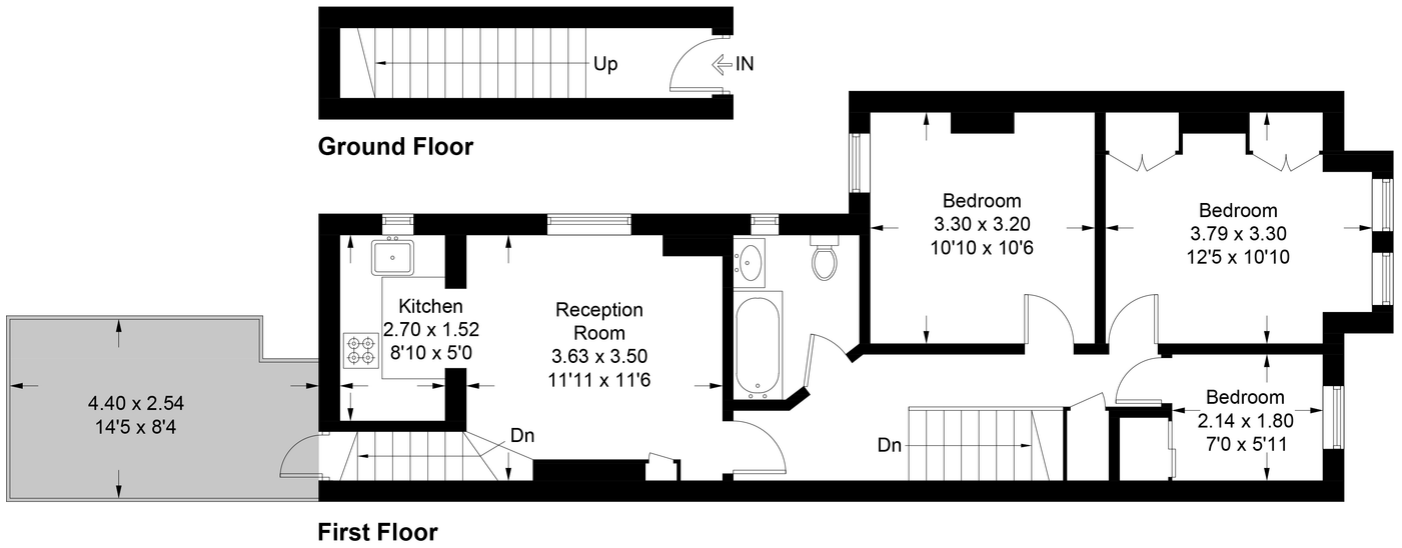 Up
IN
Ground Floor
Bedroom
3.30 x 3.20
10'10 x 10'6
Bedroom
3.79 x 3.30
12'5 x 10'10
Kitchen
2.70 x 1.52
8'10 x 5'0
Reception
Room
3.63 x 3.50
11'11 x 11'6
4.40 x 2.54
14'5 x 8'4
Dn
Dn
Bedroom
2.14 x 1.80
7'0 x 5'11
First Floor